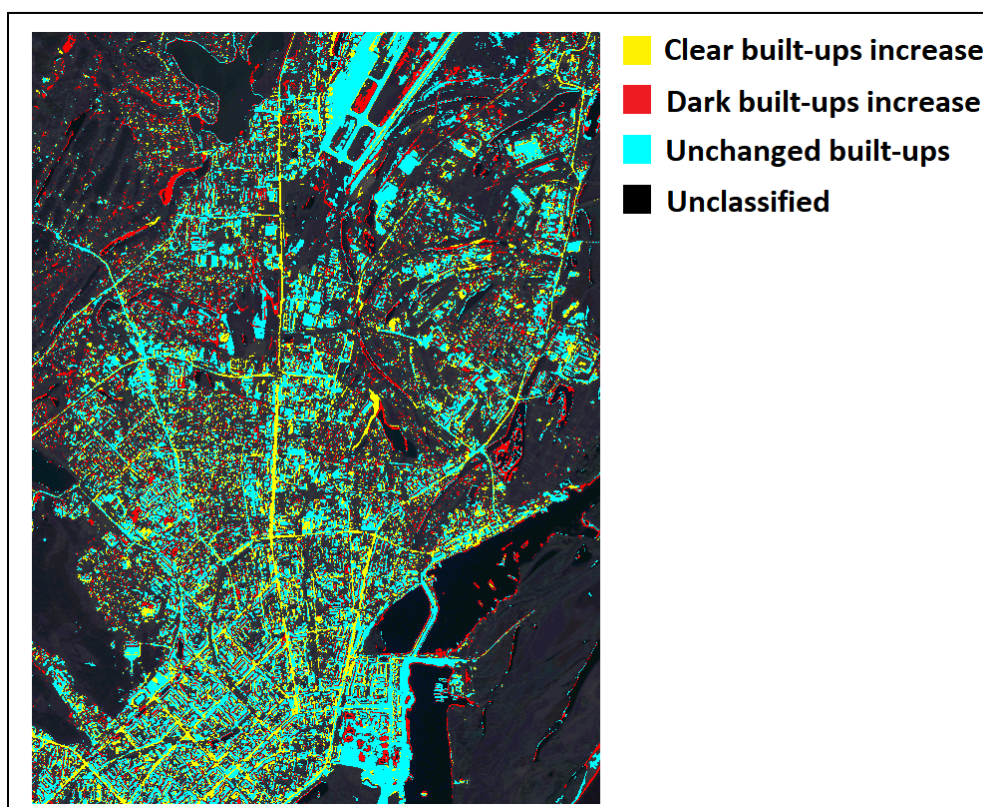 Clear built-ups increase
Dark built-ups increase
Unchanged built-ups
Unclassified